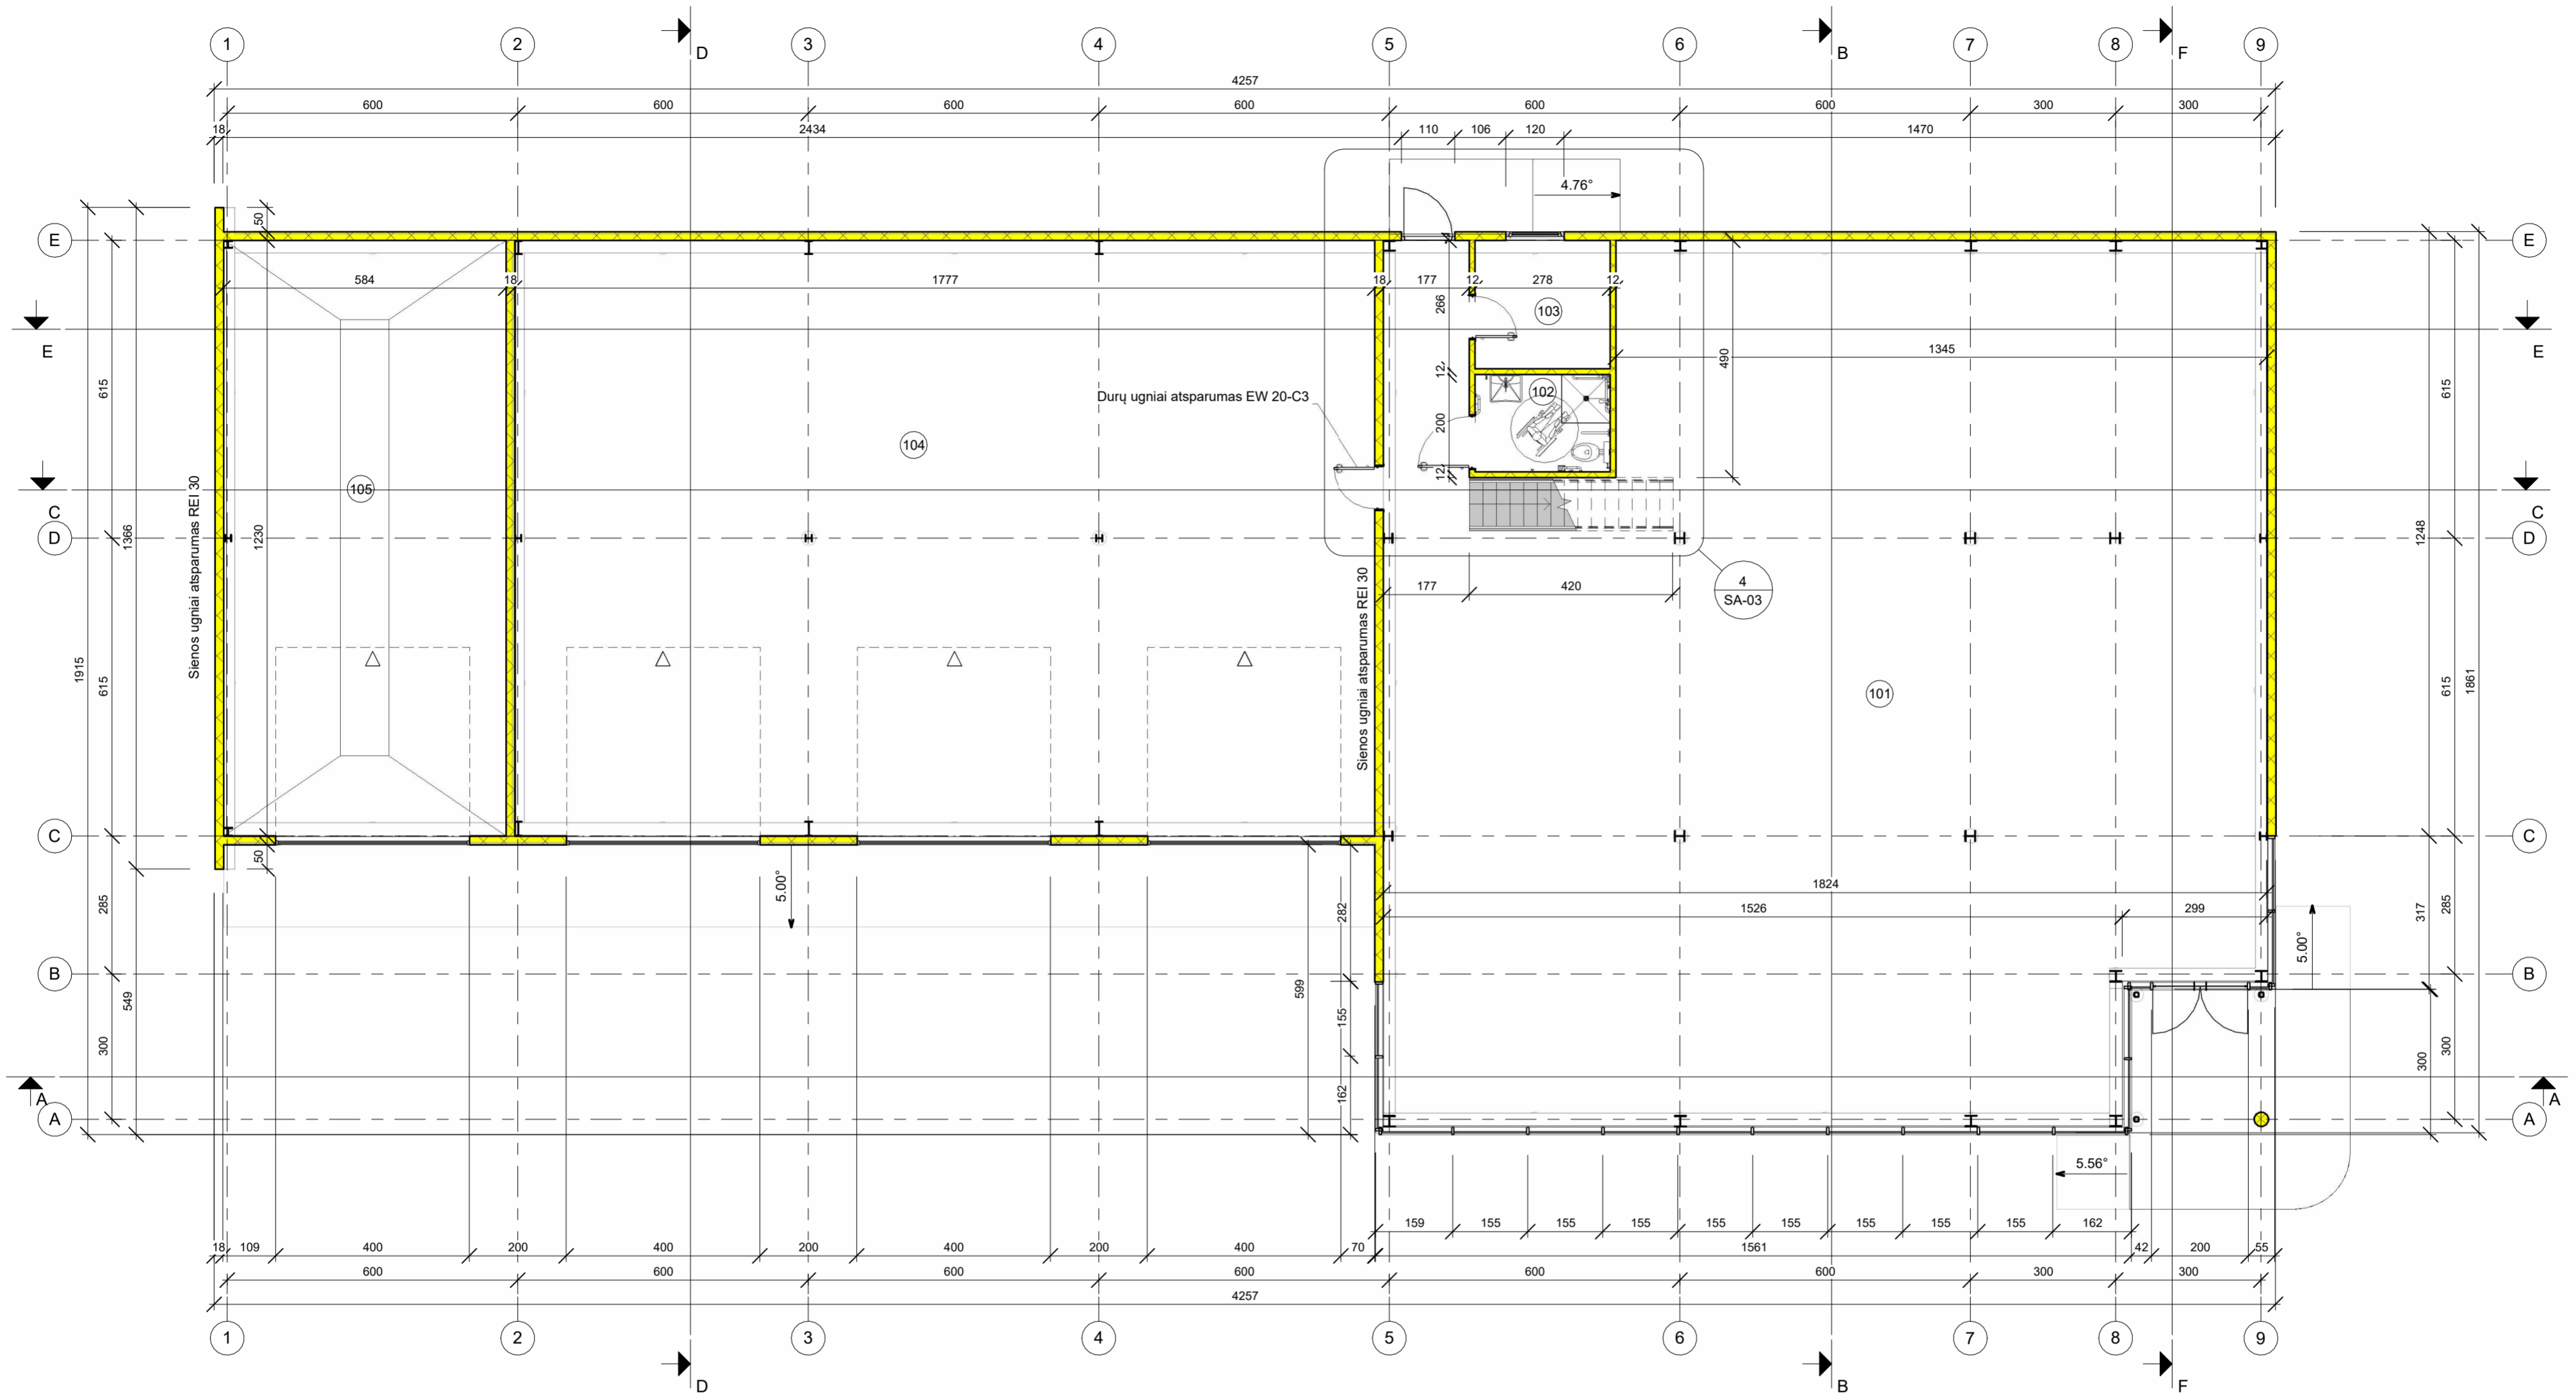 1 2 3 4 5 6 7 8 9
D B F
4257
600 600 600 600 600 600 300 300
18 2434 110 106 120 1470
4.76°
50
E E
584 18 1777 18 177 12 278 12
266 103
E E
1345
490
12
615 615
102
Durų ugniai atsparumas EW 20-C3
200
104
12
105
C C
Sienos ugniai atsparumas REI 30
1366 1230 1248
D D
177 420
4
SA-03
Sienos ugniai atsparumas REI 30
1915 615 615 1861
101
C C
50
5.00°
1824
285 282 1526 299 317 285
5.00°
B B
549 599
155
300 300 300
162
A A
A A
5.56°
159 155 155 155 155 155 155 155 155 162
18 109 400 200 400 200 400 200 400 70 1561 42 200 55
600 600 600 600 600 600 300 300
4257
1 2 3 4 5 6 7 8 9
D B F